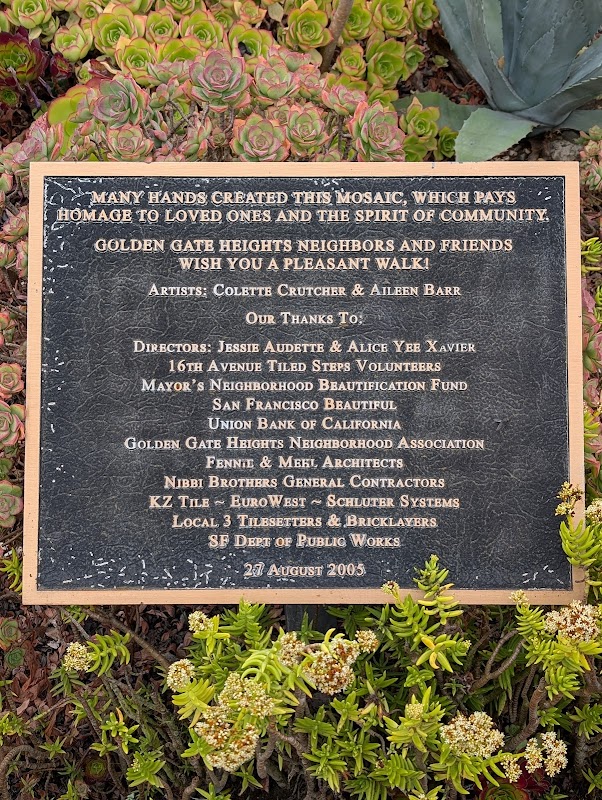 MANY HANDS CREATED THIS MOSAIC, WHICH PAYS
HOMAGE TO LOVED ONES AND THE SPIRIT OF COMMUNITY.
GOLDEN GATE HEIGHTS NEIGHBORS AND FRIENDS
WISH YOU A PLEASANT WALK!
ARTISTS: COLETTE CRUTCHER & AILEEN BARR
OUR THANKS TO:
DIRECTORS: JESSIE AUDETTE & ALICE YEE XAVIER
16TH AVENUE TILED STEPS VOLUNTEERS
MAYOR'S NEIGHBORHOOD BEAUTIFICATION FUND
SAN FRANCISCO BEAUTIFUL
UNION BANK OF CALIFORNIA
GOLDEN GATE HEIGHTS NEIGHBORHOOD ASSOCIATION
FENNIE & MEHL ARCHITECTS
NIBBI BROTHERS GENERAL CONTRACTORS
KZ TILE ~ EUROWEST ~ SCHLUTER SYSTEMS
LOCAL 3 TILESETTERS & BRICKLAYERS
SF DEPT OF PUBLIC WORKS
27 AUGUST 2005